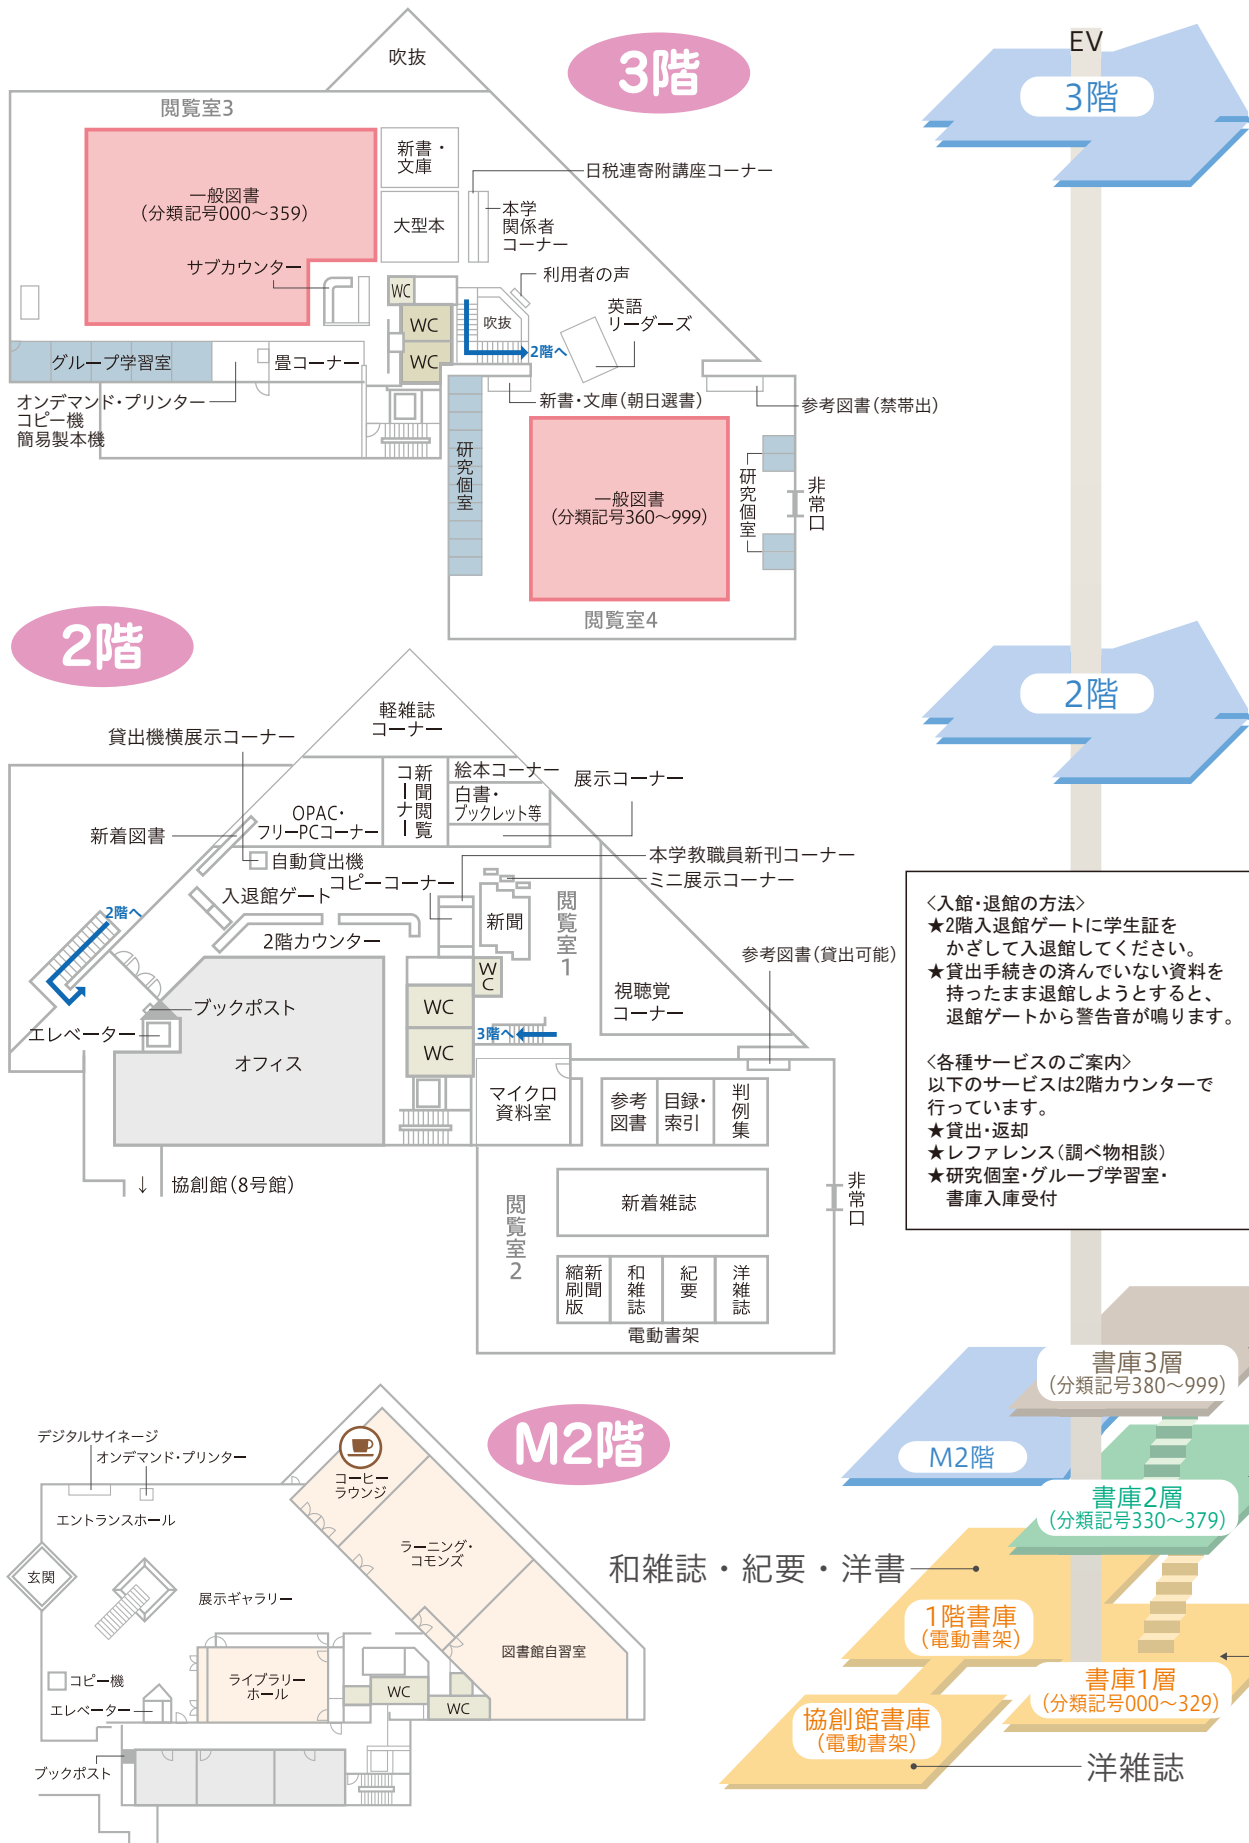 3階
吹抜
閲覧室3
一般図書
(分類記号000～359)
新書・
文庫
大型本
日税連寄附講座コーナー
本学
関係者
コーナー
サブカウンター
利用者の声
英語
リーダーズ
WC
WC
WC
吹抜
2階へ
グループ学習室
畳コーナー
オンデマンド・プリンター
コピー機
簡易製本機
新書・文庫(朝日選書)
参考図書(禁帯出)
研究個室
一般図書
(分類記号360～999)
研究個室
非常口
閲覧室4
2階
軽雑誌
コーナー
貸出機横展示コーナー
新聞閲覧
コーナー
絵本コーナー
白書・
ブックレット等
展示コーナー
OPAC・
フリーPCコーナー
新着図書
自動貸出機
コピーコーナー
本学教職員新刊コーナー
ミニ展示コーナー
入退館ゲート
新聞
閲覧室1
2階へ
2階カウンター
参考図書(貸出可能)
WC
WC
WC
視聴覚
コーナー
ブックポスト
エレベーター
オフィス
3階へ
マイクロ
資料室
参考
図書
目録・
索引
判例集
協創館(8号館)
↓
閲覧室2
新着雑誌
非常口
新聞
縮刷版
和雑誌
紀要
洋雑誌
電動書架
M2階
デジタルサイネージ
オンデマンド・プリンター
コーヒー
ラウンジ
エントランスホール
ラーニング・
コモンズ
玄関
展示ギャラリー
図書館自習室
コピー機
ライブラリー
ホール
WC
WC
エレベーター
ブックポスト
EV
3階
2階
〈入館・退館の方法〉
★2階入退館ゲートに学生証を
かざして入退館してください。
★貸出手続きの済んでいない資料を
持ったまま退館しようとすると、
退館ゲートから警告音が鳴ります。
〈各種サービスのご案内〉
以下のサービスは2階カウンターで
行っています。
★貸出・返却
★レファレンス(調べ物相談)
★研究個室・グループ学習室・
書庫入庫受付
書庫3層
(分類記号380～999)
M2階
書庫2層
(分類記号330～379)
和雑誌・紀要・洋書
1階書庫
(電動書架)
書庫1層
(分類記号000～329)
協創館書庫
(電動書架)
洋雑誌